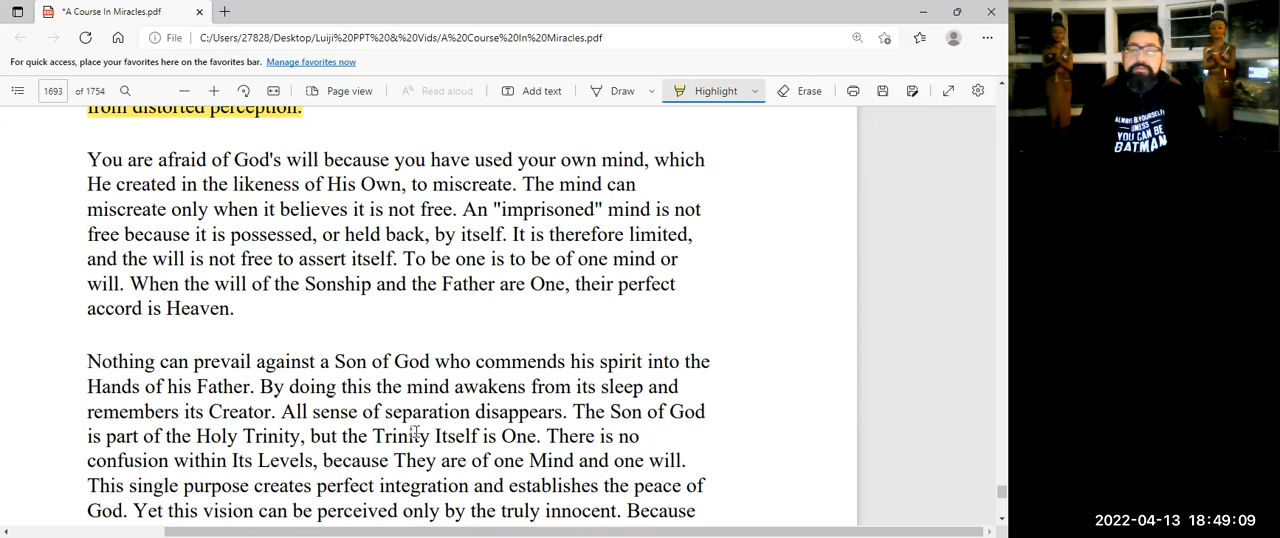 *A Course In Miracles.pdf
File
C:/Users/27828/Desktop/Luiji%20PPT%20&%20Vids/A%20Course%20In%20Miracles.pdf
For quick access, place your favorites here on the favorites bar. Manage favorites now
1693 of 1754
Page view
Read aloud
Add text
Draw
Highlight
Erase
from distorted perception.
You are afraid of God's will because you have used your own mind, which
He created in the likeness of His Own, to miscreate. The mind can
miscreate only when it believes it is not free. An "imprisoned" mind is not
free because it is possessed, or held back, by itself. It is therefore limited,
and the will is not free to assert itself. To be one is to be of one mind or
will. When the will of the Sonship and the Father are One, their perfect
accord is Heaven.
Nothing can prevail against a Son of God who commends his spirit into the
Hands of his Father. By doing this the mind awakens from its sleep and
remembers its Creator. All sense of separation disappears. The Son of God
is part of the Holy Trinity, but the Trinity Itself is One. There is no
confusion within Its Levels, because They are of one Mind and one will.
This single purpose creates perfect integration and establishes the peace of
God. Yet this vision can be perceived only by the truly innocent. Because
ALWAYS BE YOURSELF
UNLESS
YOU CAN BE
BATMAN
2022-04-13 18:49:09